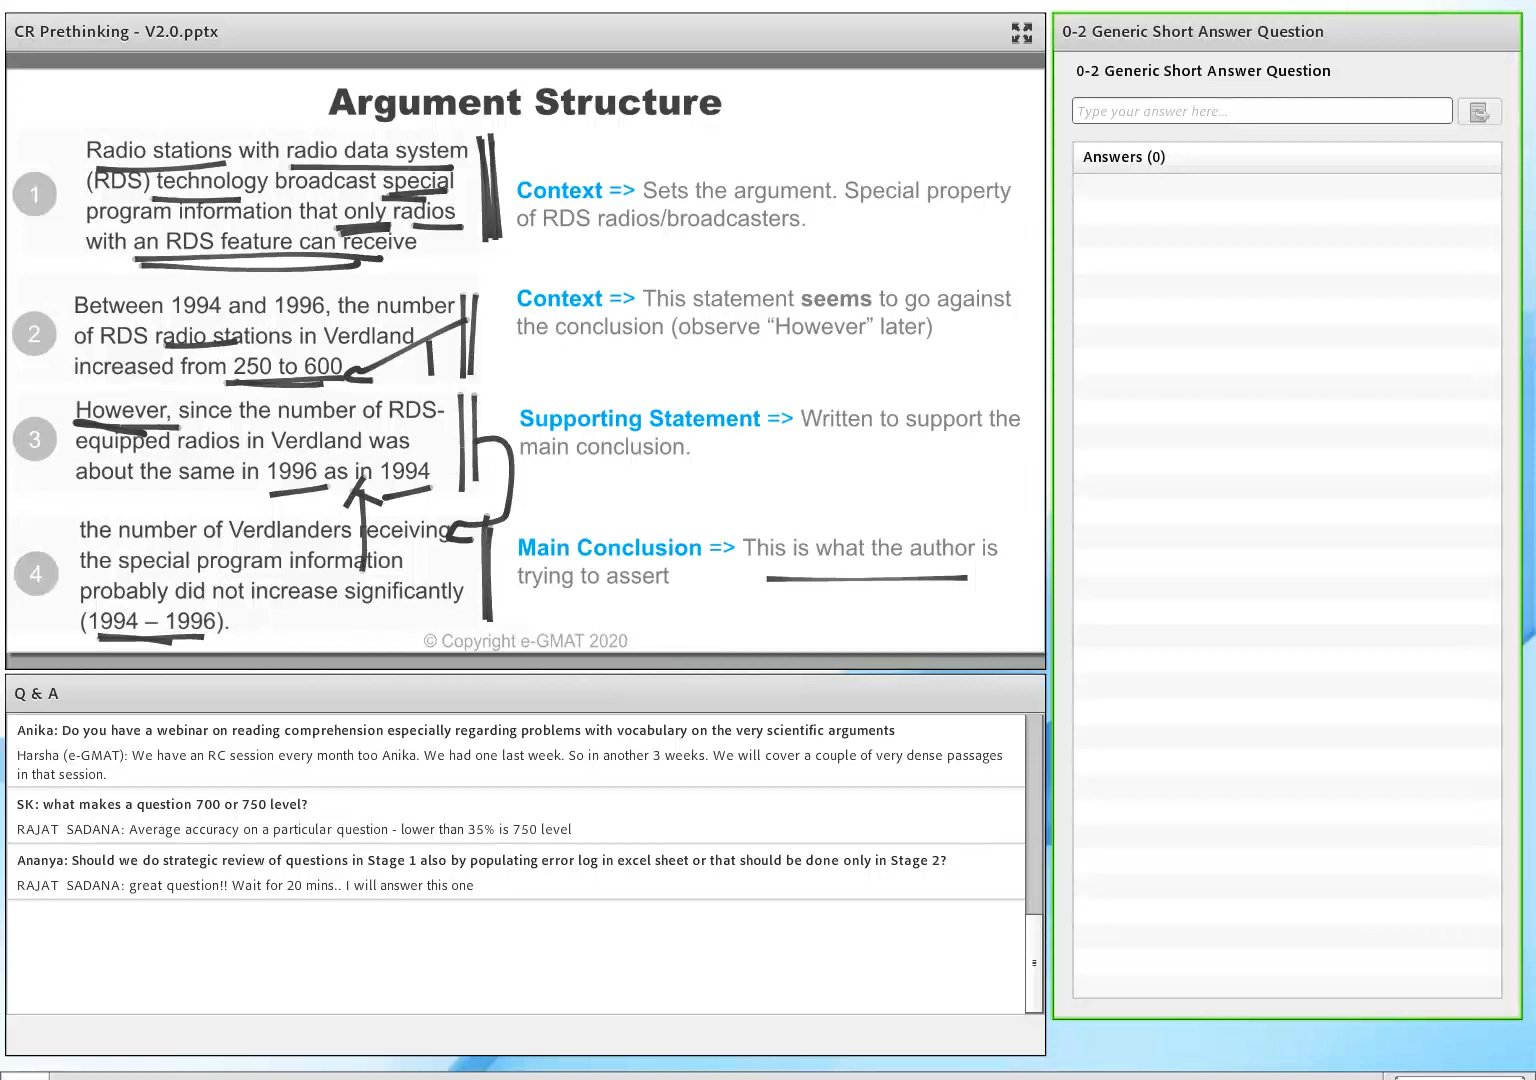 CR Prethinking - V2.0.pptx
Argument Structure
1
Radio stations with radio data system
(RDS) technology broadcast special
program information that only radios
with an RDS feature can receive
Context => Sets the argument. Special property
of RDS radios/broadcasters.
2
Between 1994 and 1996, the number
of RDS radio stations in Verdland
increased from 250 to 600
Context => This statement seems to go against
the conclusion (observe “However” later)
3
However, since the number of RDS-
equipped radios in Verdland was
about the same in 1996 as in 1994
Supporting Statement => Written to support the
main conclusion.
4
the number of Verdlanders receiving
the special program information
probably did not increase significantly
(1994 – 1996).
Main Conclusion => This is what the author is
trying to assert
© Copyright e-GMAT 2020
Q & A
Anika: Do you have a webinar on reading comprehension especially regarding problems with vocabulary on the very scientific arguments
Harsha (e-GMAT): We have an RC session every month too Anika. We had one last week. So in another 3 weeks. We will cover a couple of very dense passages
in that session.
SK: what makes a question 700 or 750 level?
RAJAT SADANA: Average accuracy on a particular question - lower than 35% is 750 level
Ananya: Should we do strategic review of questions in Stage 1 also by populating error log in excel sheet or that should be done only in Stage 2?
RAJAT SADANA: great question!! Wait for 20 mins.. I will answer this one
0-2 Generic Short Answer Question
0-2 Generic Short Answer Question
Type your answer here...
Answers (0)